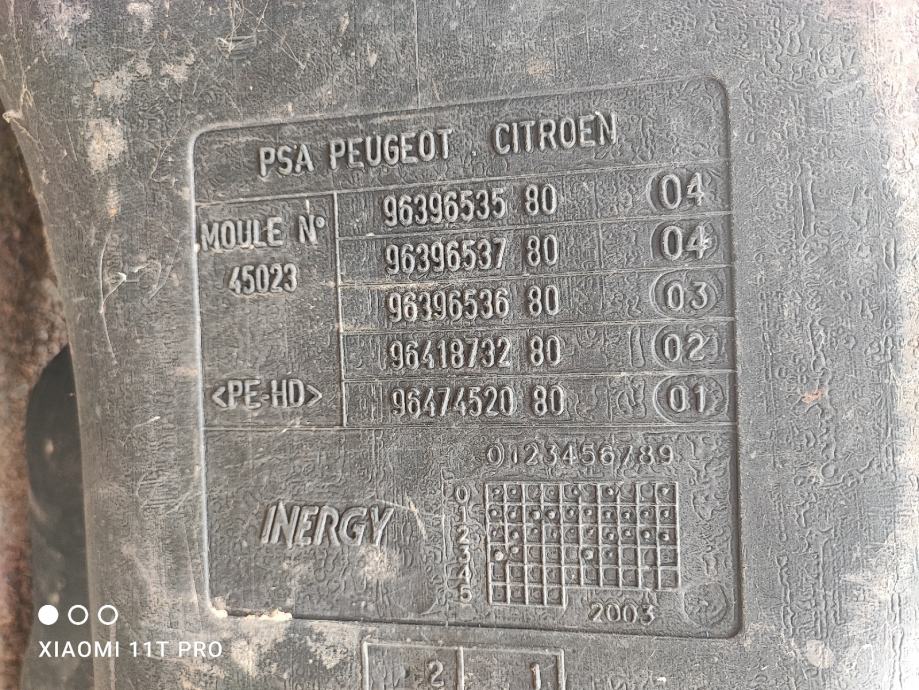 PSA PEUGEOT . CITROEN
MOULE N°
45023
<PE-HD>
96396535 80 04
96396537 80 04
96396536 80 03
96418732 80 02
96474520 80 01
0123456789
INERGY
0
1
2
3
4
5
2003
2 1
XIAOMI 11T PRO